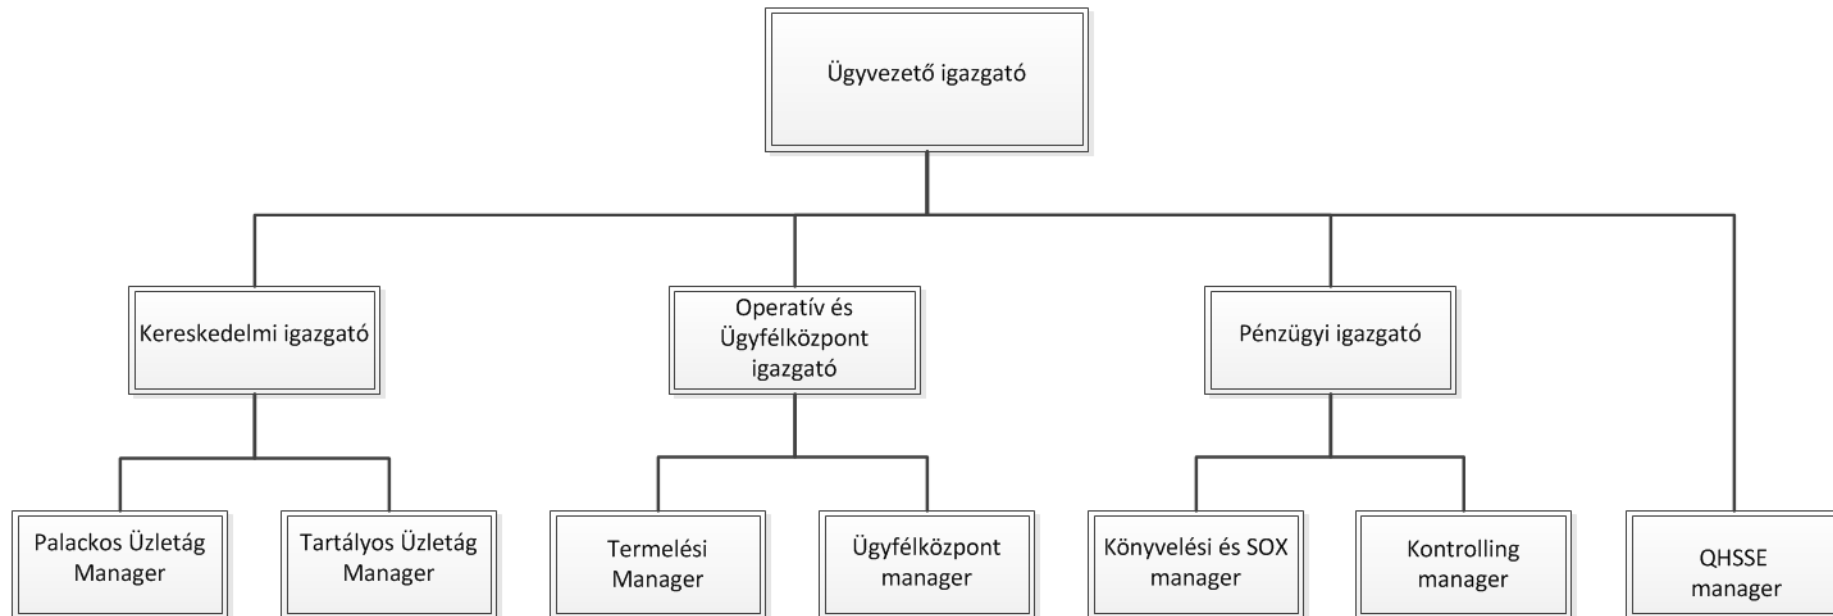 Ügyvezető igazgató
Kereskedelmi igazgató
Operatív és
Ügyfélközpont
igazgató
Pénzügyi igazgató
Palackos Üzletág
Manager
Tartályos Üzletág
Manager
Termelési
Manager
Ügyfélközpont
manager
Könyvelési és SOX
manager
Kontrolling
manager
QHSSE
manager